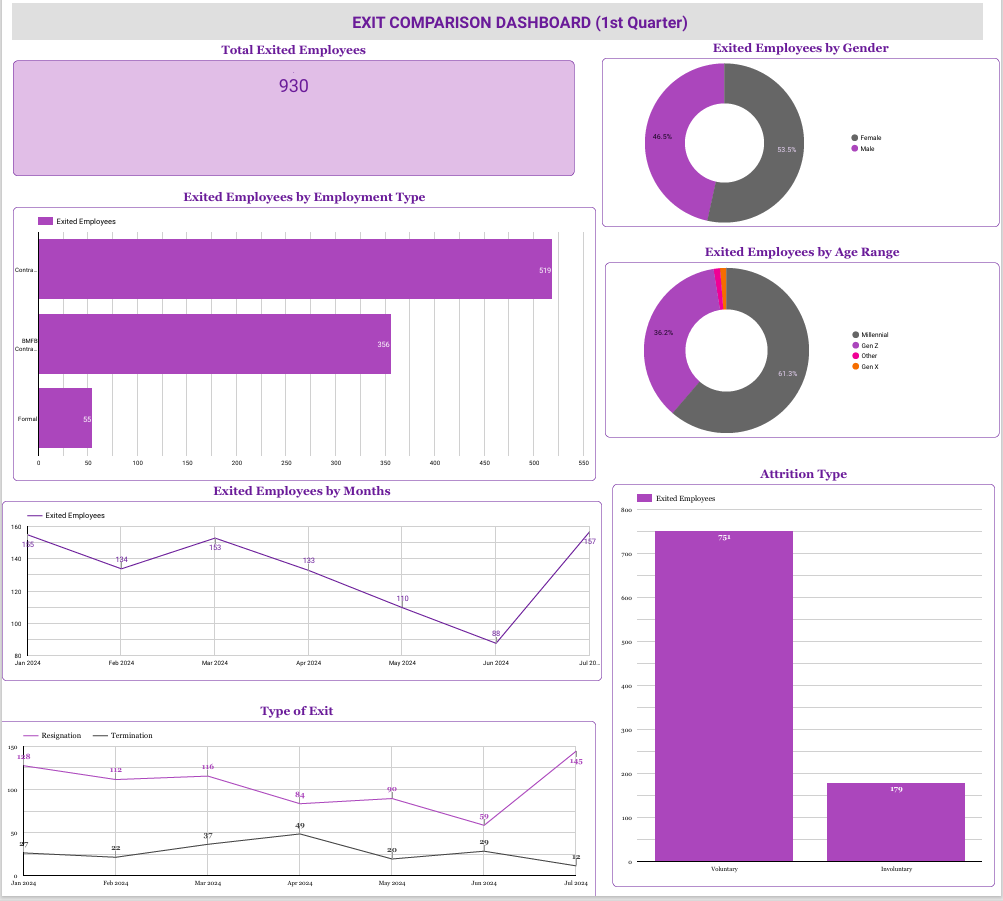 EXIT COMPARISON DASHBOARD (1st Quarter)
Total Exited Employees
930
Exited Employees by Gender
46.5%
53.5%
Female
Male
Exited Employees by Employment Type
Exited Employees
Contra...
519
BMFB
Contra...
356
Formal
55
0 50 100 150 200 250 300 350 400 450 500 550
Exited Employees by Age Range
36.2%
61.3%
Millennial
Gen Z
Other
Gen X
Exited Employees by Months
Exited Employees
160
140
120
100
80
155
134
153
133
110
88
157
Jan 2024 Feb 2024 Mar 2024 Apr 2024 May 2024 Jun 2024 Jul 20...
Attrition Type
Exited Employees
800
700
600
500
400
300
200
100
0
751
179
Voluntary Involuntary
Type of Exit
Resignation Termination
150
100
50
0
128
112
116
84
90
59
145
27
22
37
49
20
29
12
Jan 2024 Feb 2024 Mar 2024 Apr 2024 May 2024 Jun 2024 Jul 2024